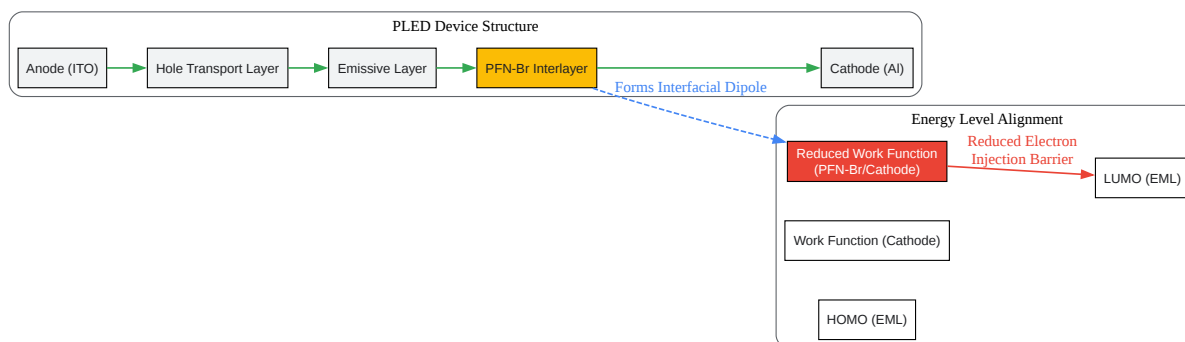 PLED Device Structure
Anode (ITO)
Hole Transport Layer
Emissive Layer
PFN-Br Interlayer
Cathode (Al)
Forms Interfacial Dipole
Energy Level Alignment
Reduced Work Function
(PFN-Br/Cathode)
Reduced Electron
Injection Barrier
LUMO (EML)
Work Function (Cathode)
HOMO (EML)